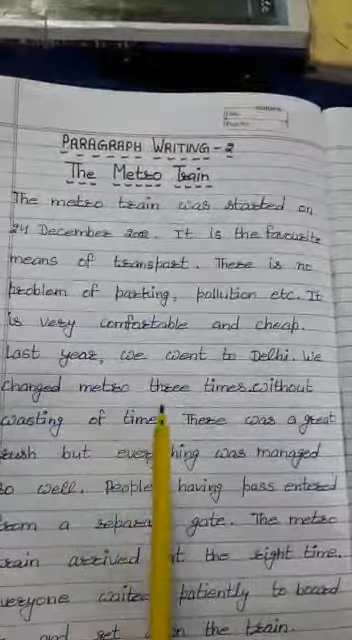 PARAGRAPH WRITING-2
The Metro Train
The metro train was started on
24 December 2002. It is the favourite
means of transport. There is no
problem of parking, pollution etc. It
is very comfortable and cheap.
Last year, we went to Delhi. We
changed metro three times without
wasting of time. There was a great
rush but everything was managed
so well. People having pass entered
from a separate gate. The metro
train arrived at the right time.
everyone waited patiently to board
and get on the train.